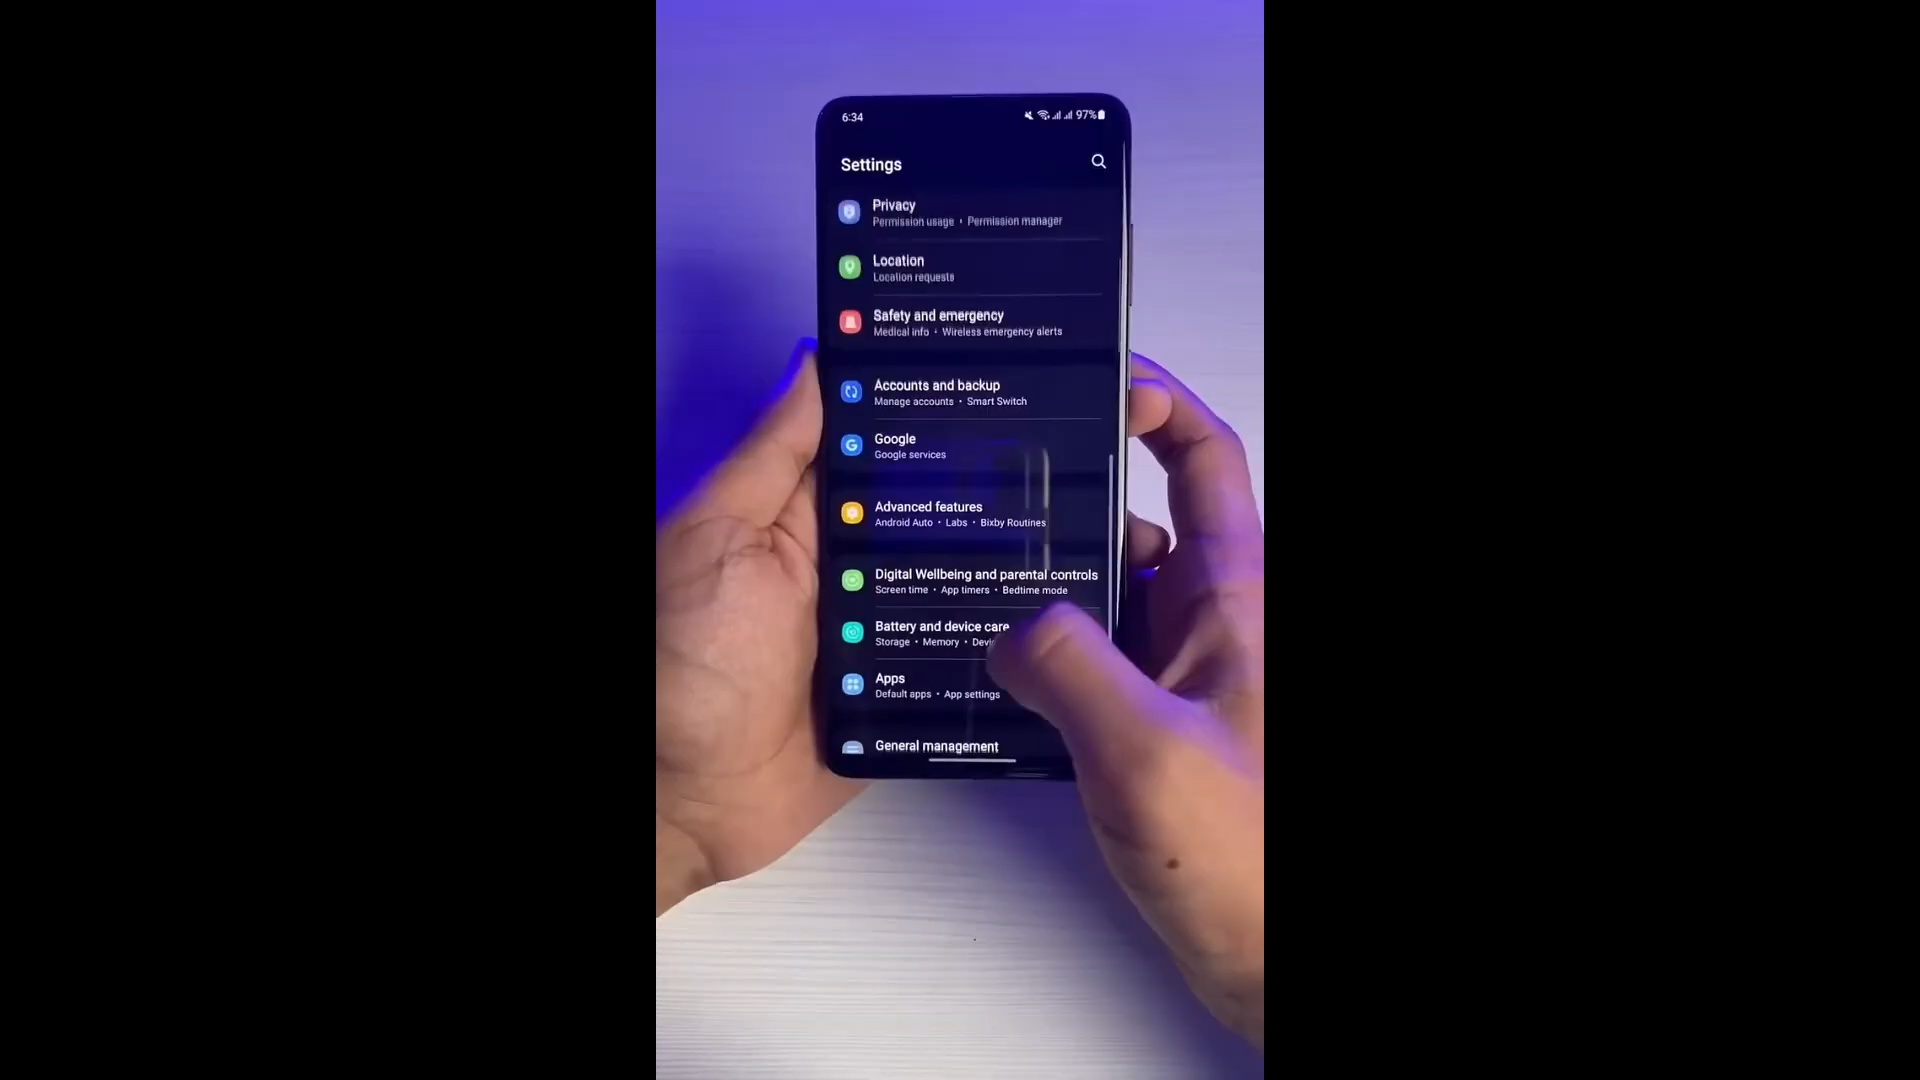 6:34
97%
Settings
Privacy
Permission usage • Permission manager
Location
Location requests
Safety and emergency
Medical info • Wireless emergency alerts
Accounts and backup
Manage accounts • Smart Switch
Google
Google services
Advanced features
Android Auto • Labs • Bixby Routines
Digital Wellbeing and parental controls
Screen time • App timers • Bedtime mode
Battery and device care
Storage • Memory •
Apps
Default apps • App settings
General management